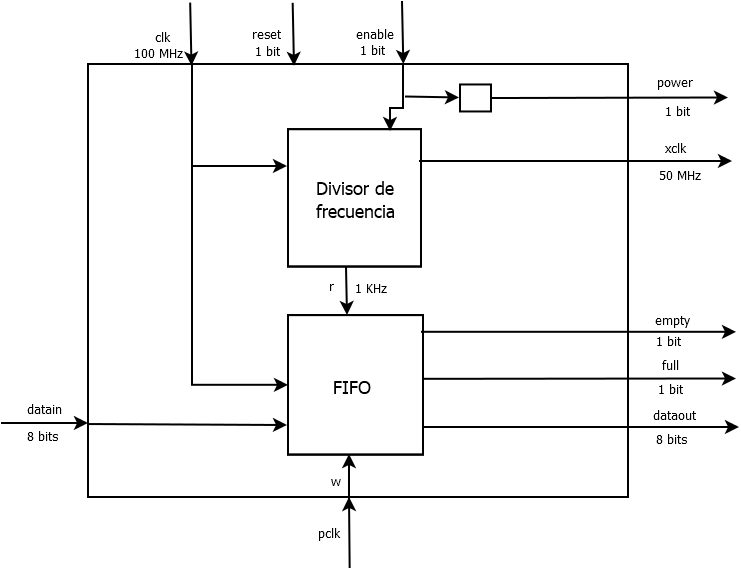 clk
100 MHz
reset
1 bit
enable
1 bit
power
1 bit
xclk
50 MHz
Divisor de
frecuencia
r
1 KHz
empty
1 bit
full
1 bit
FIFO
datain
8 bits
dataout
8 bits
w
pclk